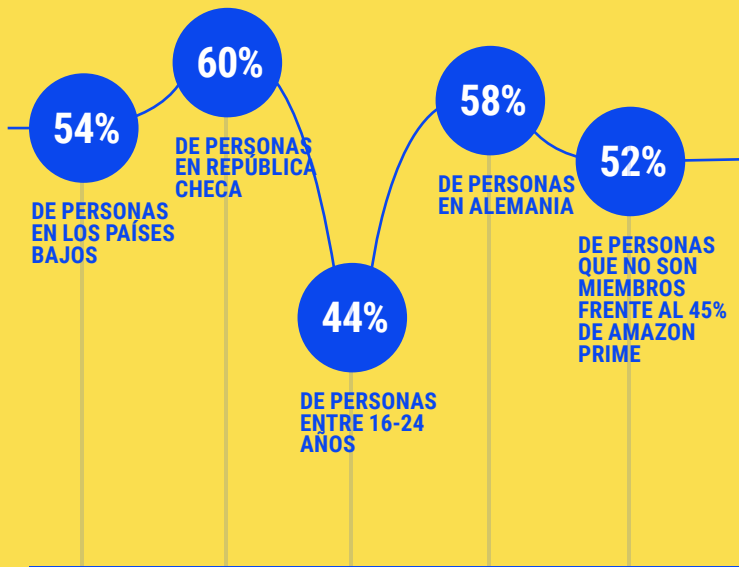 54%
DE PERSONAS
EN LOS PAÍSES
BAJOS
60%
DE PERSONAS
EN REPÚBLICA
CHECA
44%
DE PERSONAS
ENTRE 16-24
AÑOS
58%
DE PERSONAS
EN ALEMANIA
52%
DE PERSONAS
QUE NO SON
MIEMBROS
FRENTE AL 45%
DE AMAZON
PRIME